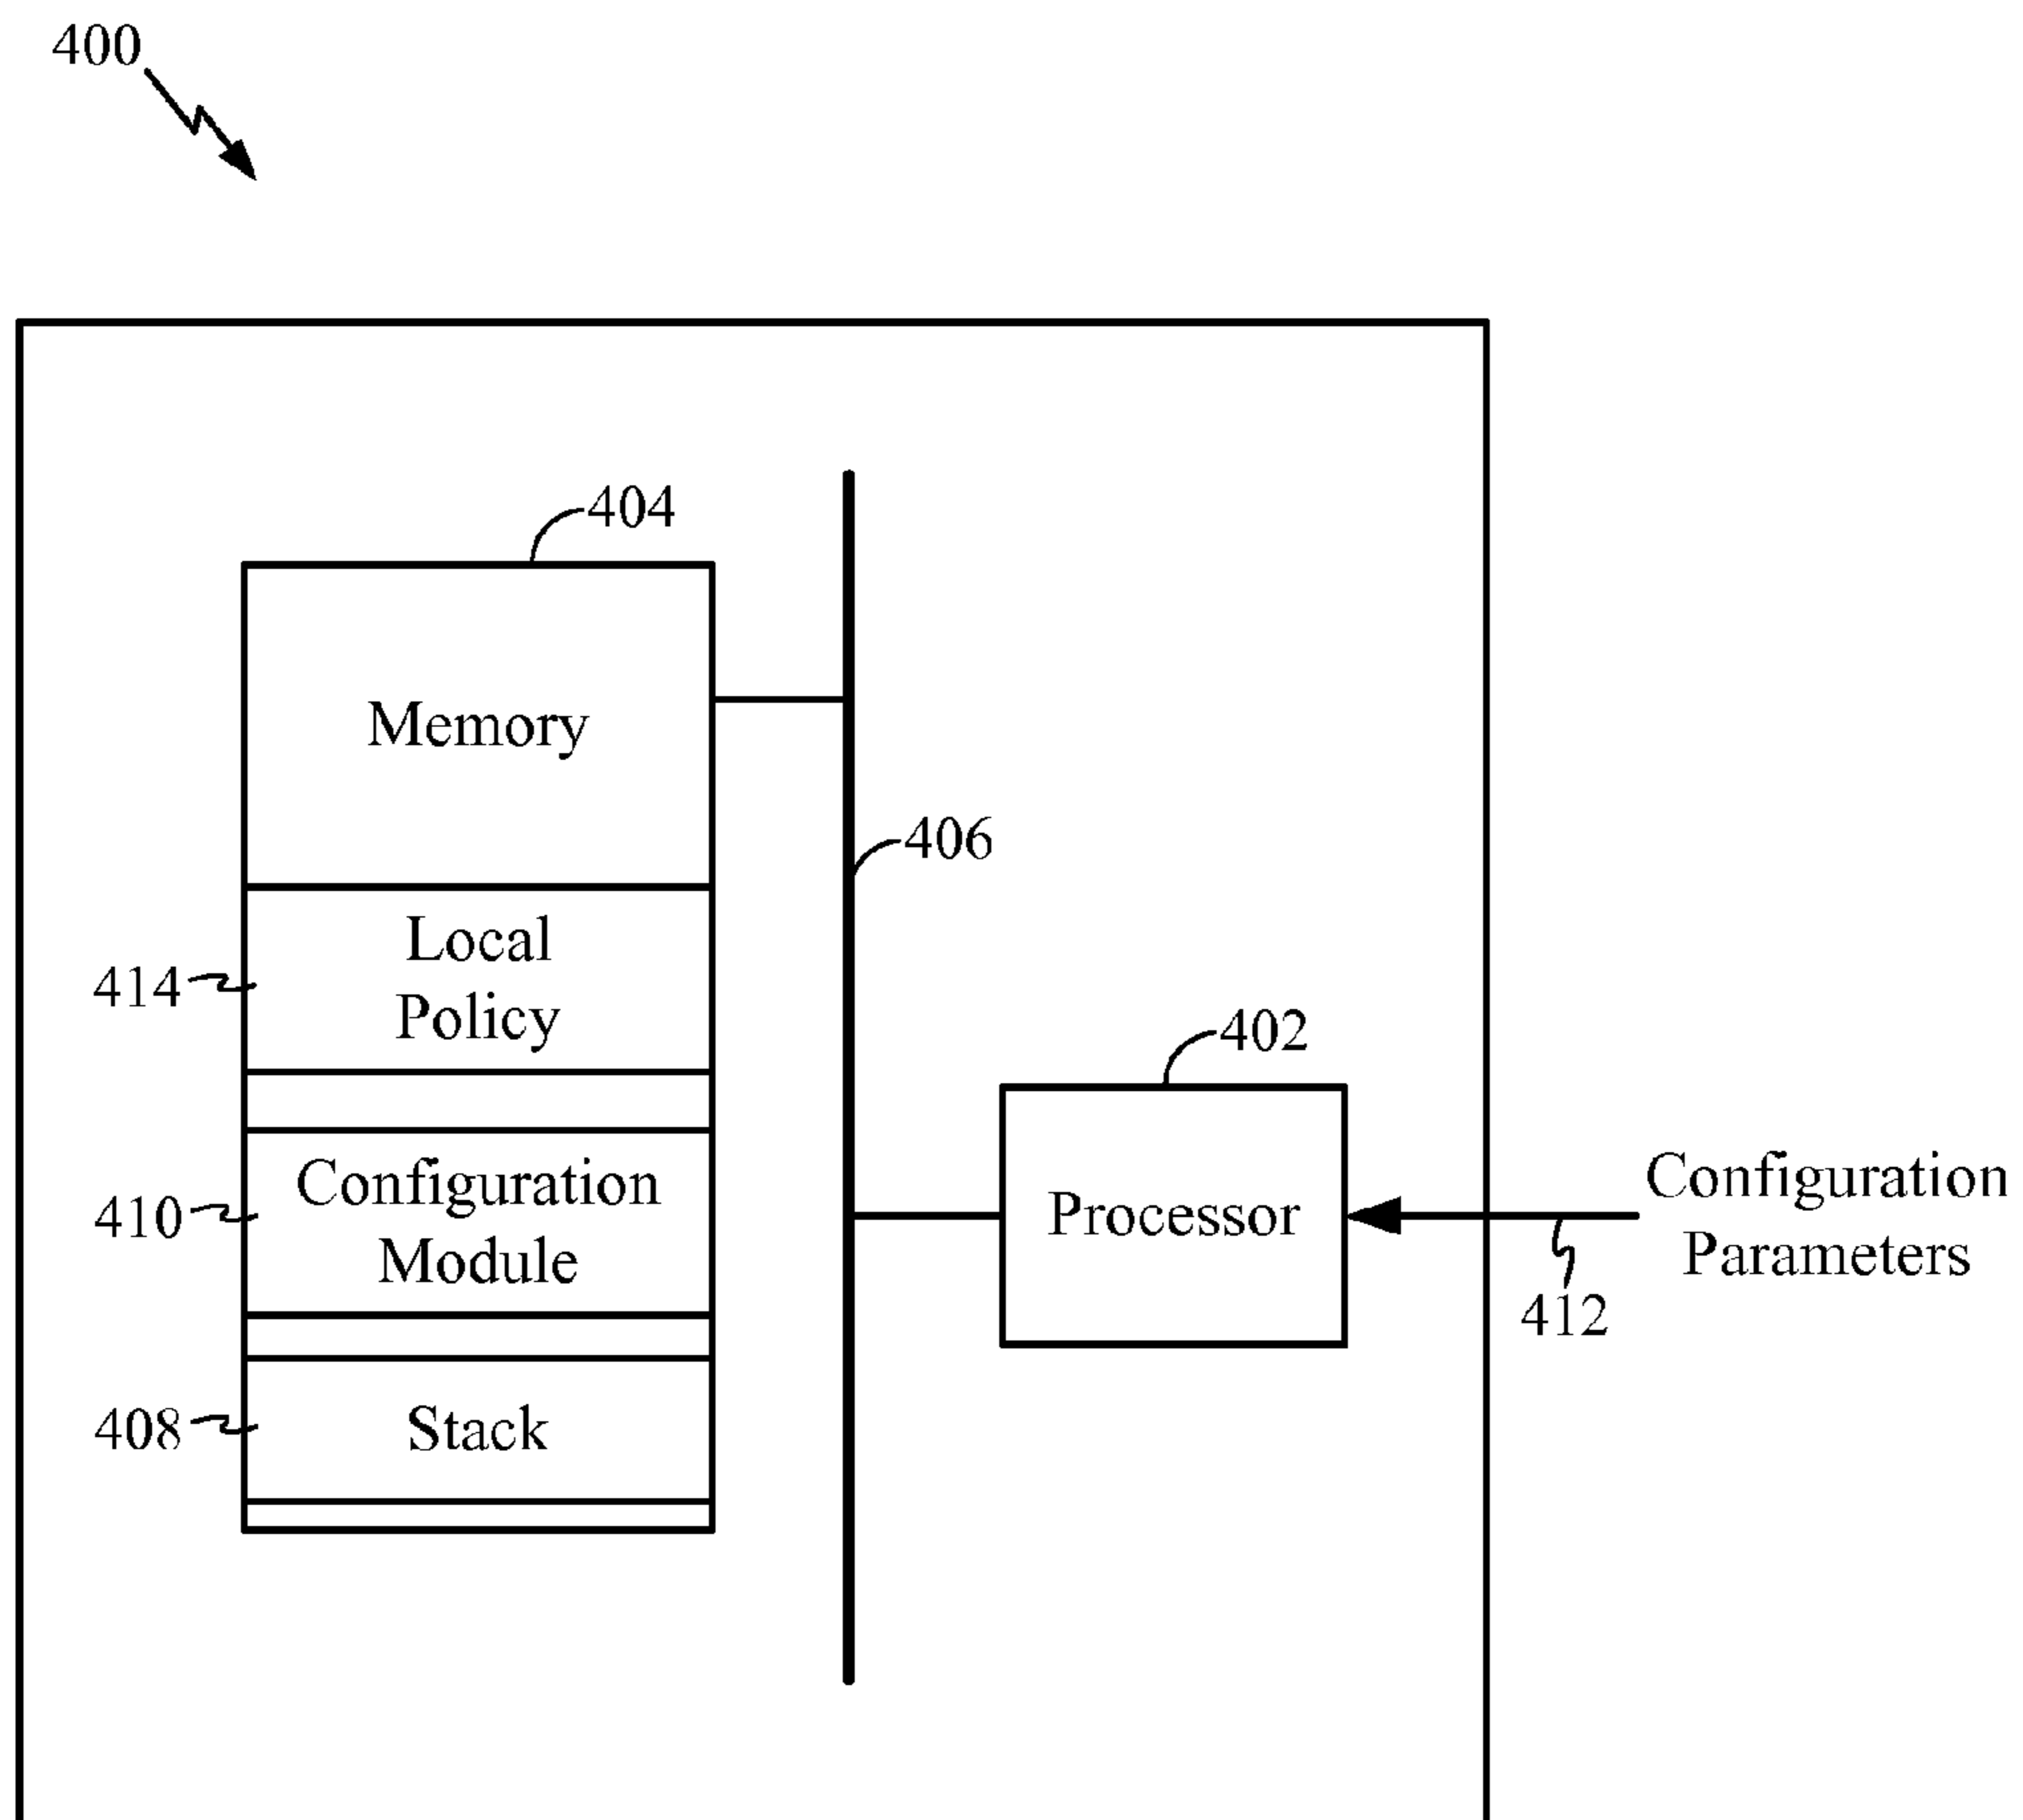 400
404
Memory
406
Local
Policy
414
402
Configuration
Module
410
Processor
Configuration
Parameters
412
Stack
408